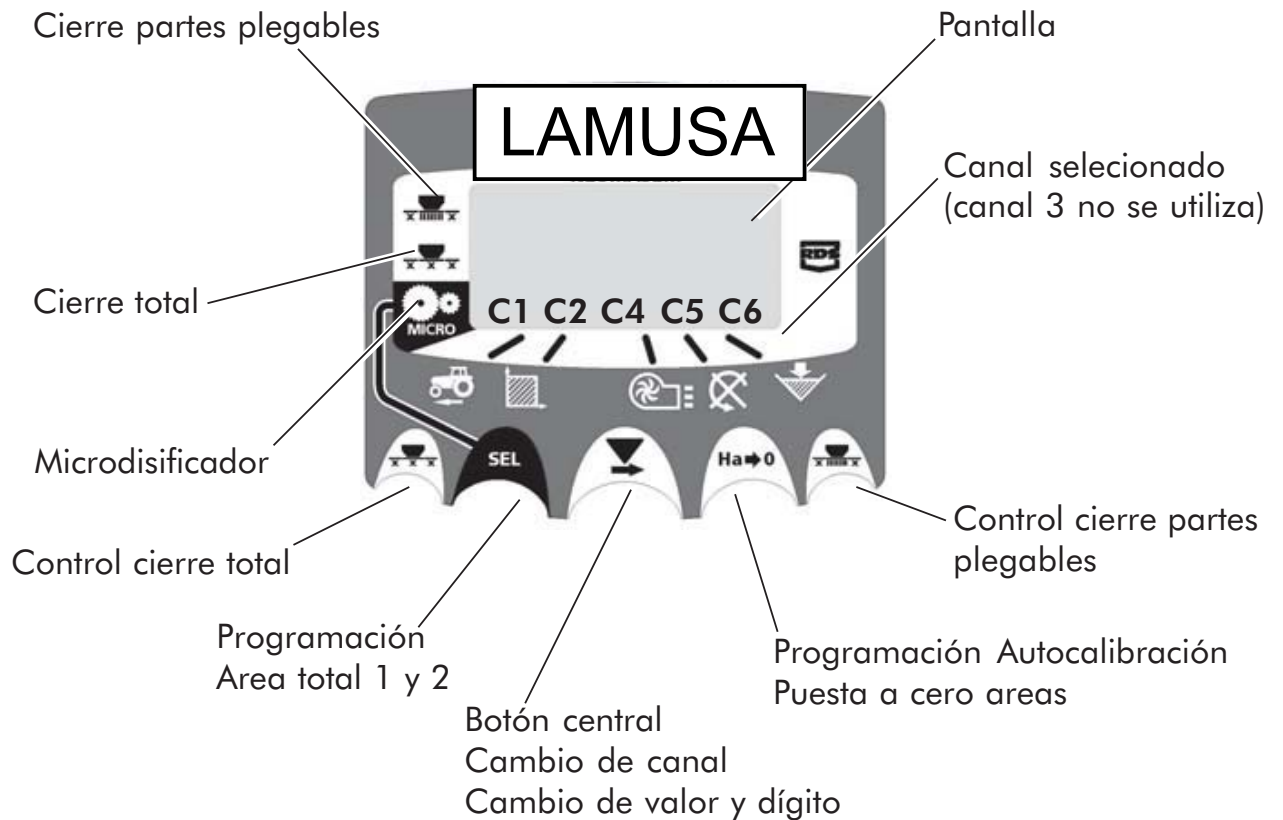 Cierre partes plegables
Pantalla
LAMUSA
Canal selecionado
(canal 3 no se utiliza)
RDS
Cierre total
MICRO
C1 C2 C4 C5 C6
Microdisificador
SEL
Ha➡0
Control cierre total
Control cierre partes
plegables
Programación
Area total 1 y 2
Programación Autocalibración
Puesta a cero areas
Botón central
Cambio de canal
Cambio de valor y dígito